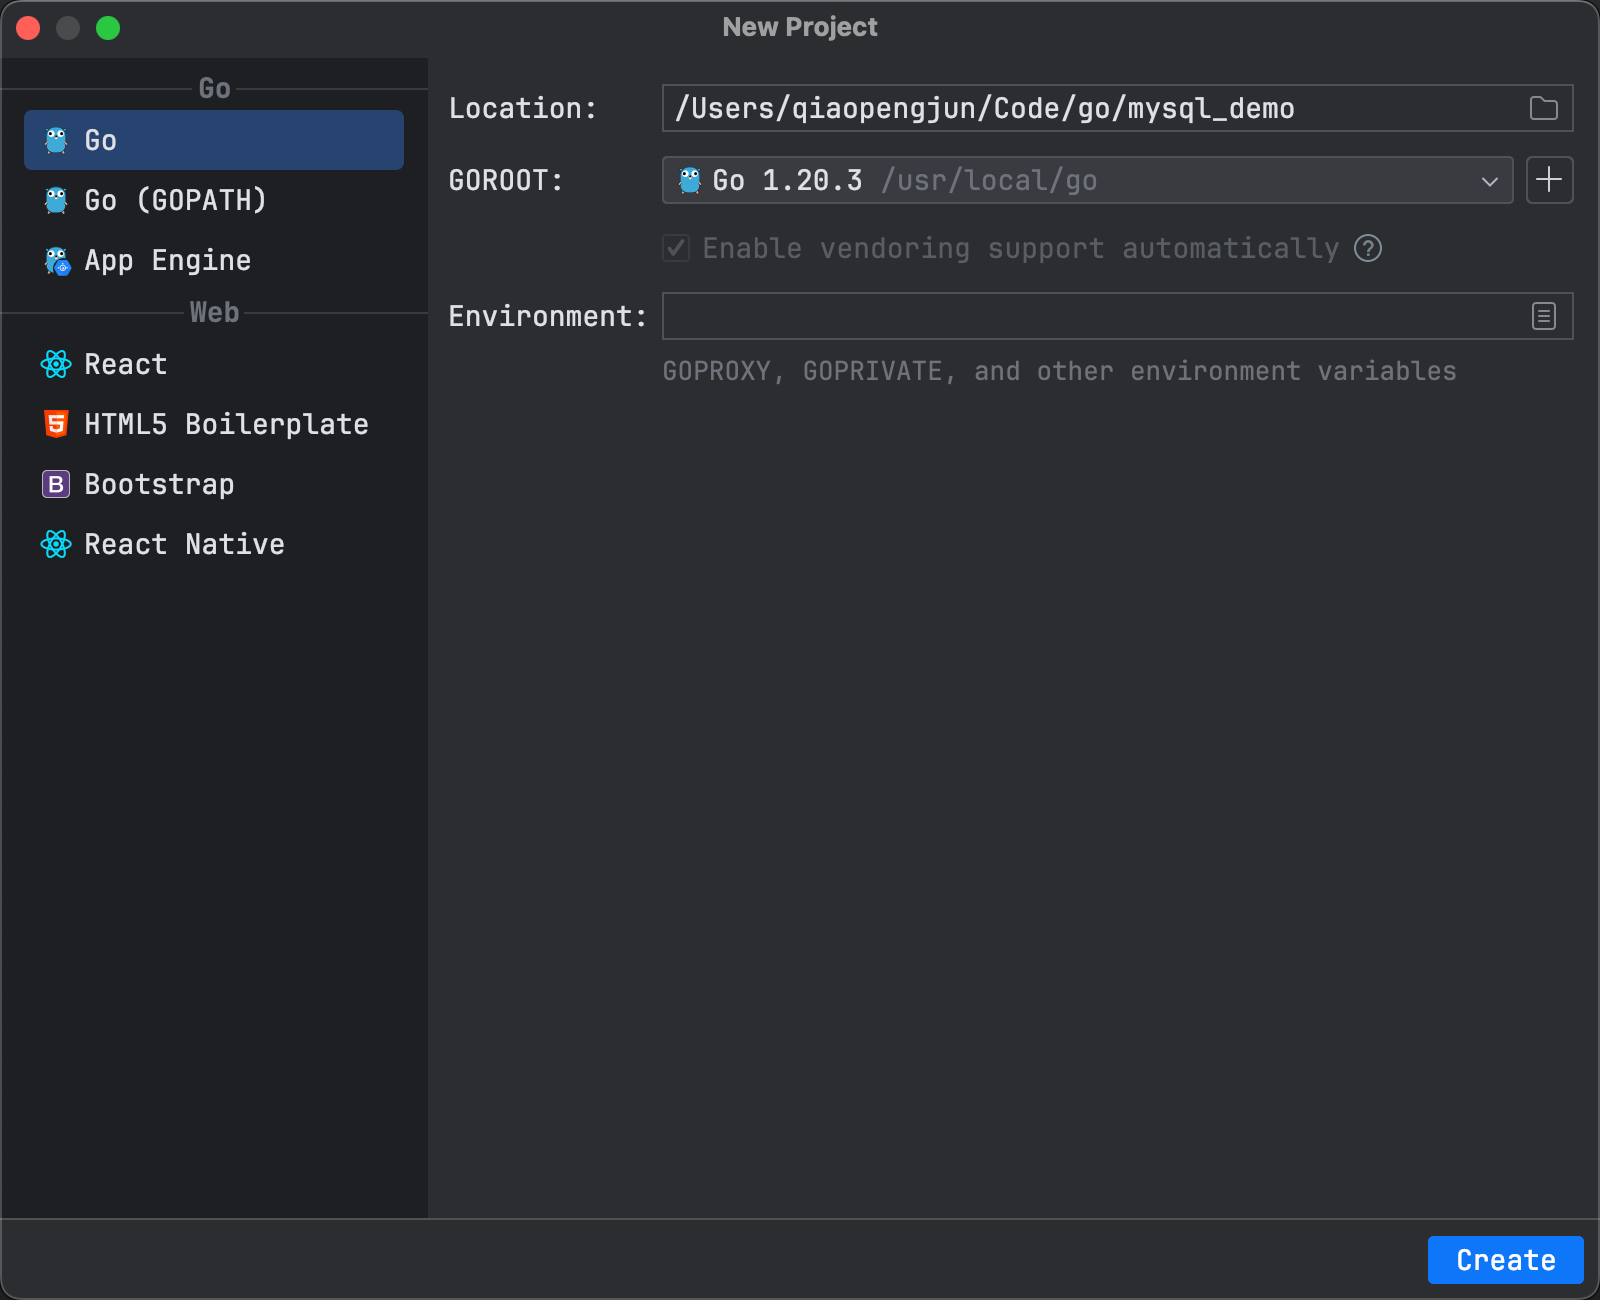 New Project
Go
Go
Go (GOPATH)
App Engine
Web
React
HTML5 Boilerplate
Bootstrap
React Native
Location: /Users/qiaopengjun/Code/go/mysql_demo
GOROOT: Go 1.20.3 /usr/local/go
Enable vendoring support automatically ?
Environment:
GOPROXY, GOPRIVATE, and other environment variables
Create